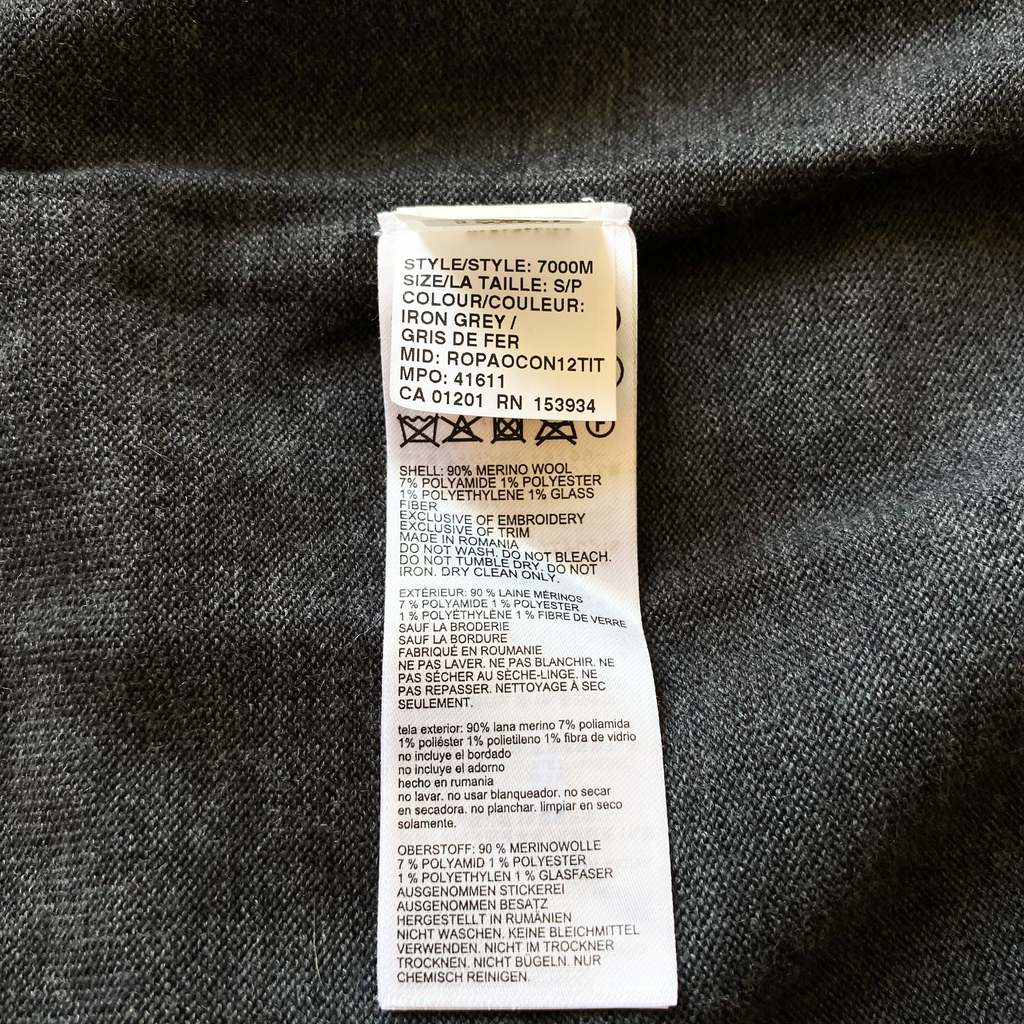 STYLE/STYLE: 7000M
SIZE/LA TAILLE: S/P
COLOUR/COULEUR:
IRON GREY /
GRIS DE FER
MID: ROPAOCON12TIT
MPO: 41611
CA 01201 RN 153934
P
SHELL: 90% MERINO WOOL
7% POLYAMIDE 1% POLYESTER
1% POLYETHYLENE 1% GLASS
FIBER
EXCLUSIVE OF EMBROIDERY
EXCLUSIVE OF TRIM
MADE IN ROMANIA
DO NOT WASH. DO NOT BLEACH.
DO NOT TUMBLE DRY. DO NOT
IRON. DRY CLEAN ONLY.
EXTÉRIEUR: 90 % LAINE MÉRINOS
7 % POLYAMIDE 1 % POLYESTER
1 % POLYÉTHYLÈNE 1 % FIBRE DE VERRE
SAUF LA BRODERIE
SAUF LA BORDURE
FABRIQUÉ EN ROUMANIE
NE PAS LAVER. NE PAS BLANCHIR. NE
PAS SÉCHER AU SÈCHE-LINGE. NE
PAS REPASSER. NETTOYAGE À SEC
SEULEMENT.
tela exterior: 90% lana merino 7% poliamida
1% poliéster 1% polietileno 1% fibra de vidrio
no incluye el bordado
no incluye el adorno
hecho en rumania
no lavar. no usar blanqueador. no secar
en secadora. no planchar. limpiar en seco
solamente.
OBERSTOFF: 90 % MERINOWOLLE
7 % POLYAMID 1 % POLYESTER
1 % POLYETHYLEN 1 % GLASFASER
AUSGENOMMEN STICKEREI
AUSGENOMMEN BESATZ
HERGESTELLT IN RUMÄNIEN
NICHT WASCHEN. KEINE BLEICHMITTEL
VERWENDEN. NICHT IM TROCKNER
TROCKNEN. NICHT BÜGELN. NUR
CHEMISCH REINIGEN.